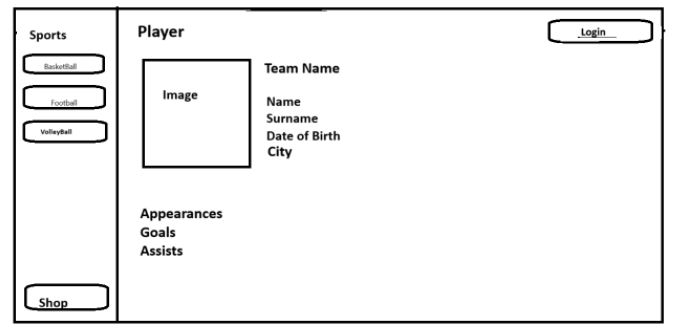 Sports
BasketBall
Football
VolleyBall
Shop
Player
Login
Image
Team Name
Name
Surname
Date of Birth
City
Appearances
Goals
Assists